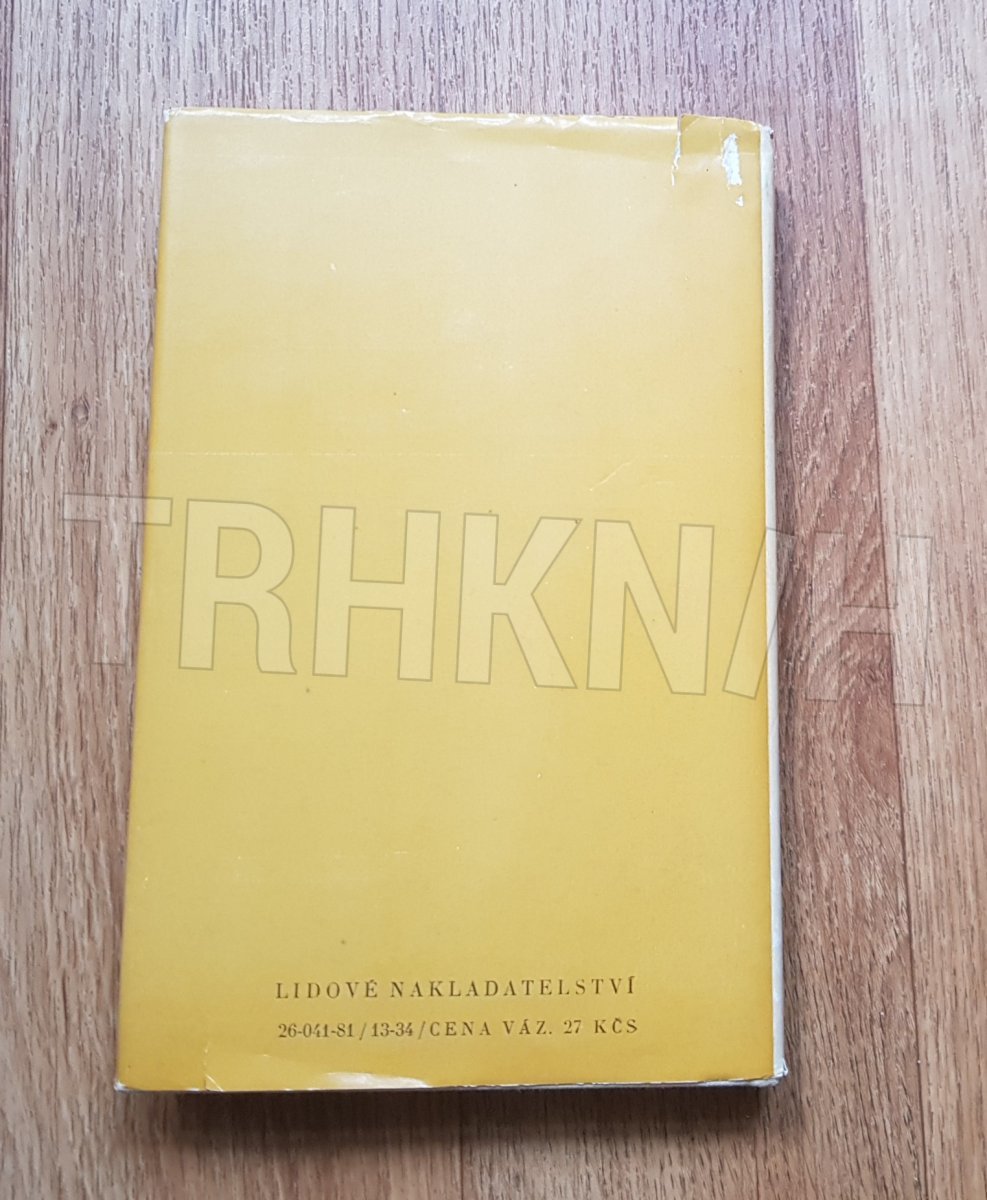 TRHKNIH
LIDOVÉ NAKLADATELSTVÍ
26-041-81/13-34/CENA VÁZ. 27 KČS